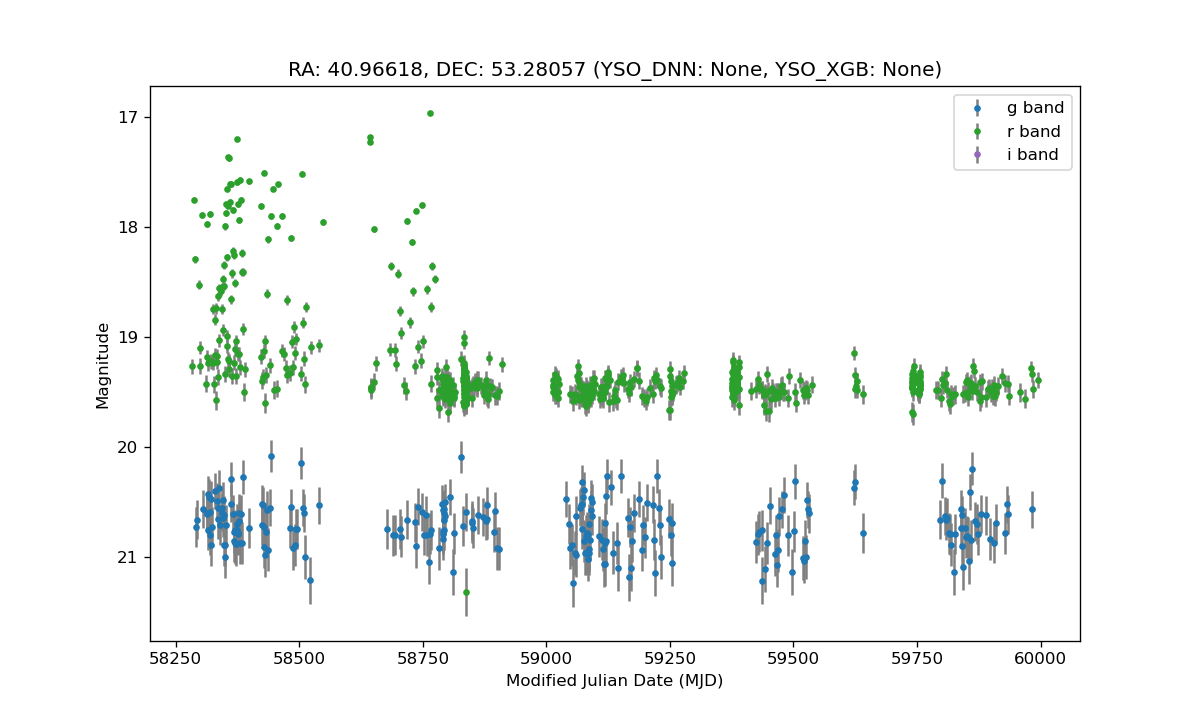 RA: 40.96618, DEC: 53.28057 (YSO_DNN: None, YSO_XGB: None)
g band
r band
i band
17
18
19
20
21
Magnitude
58250 58500 58750 59000 59250 59500 59750 60000
Modified Julian Date (MJD)